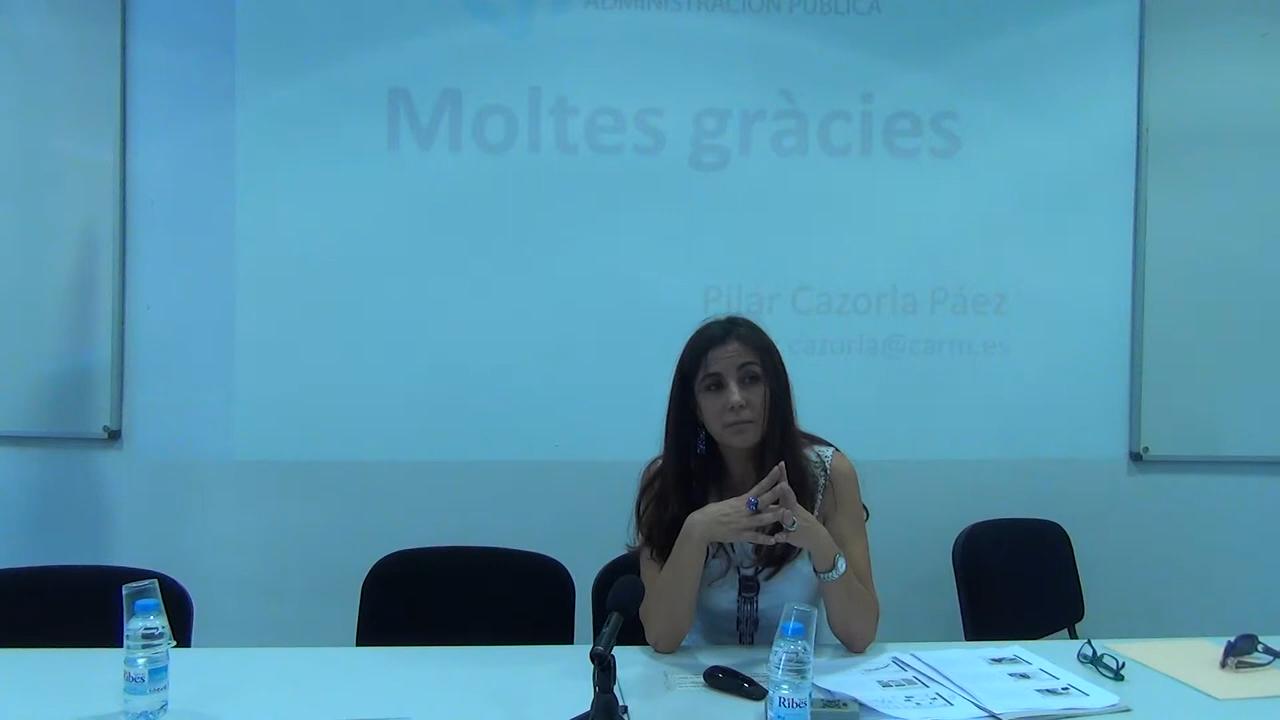 ADMINISTRACIÓN PÚBLICA
Moltes gràcies
Pilar Cazorla Páez
cazorla@carm.es
Ribes
Ribes